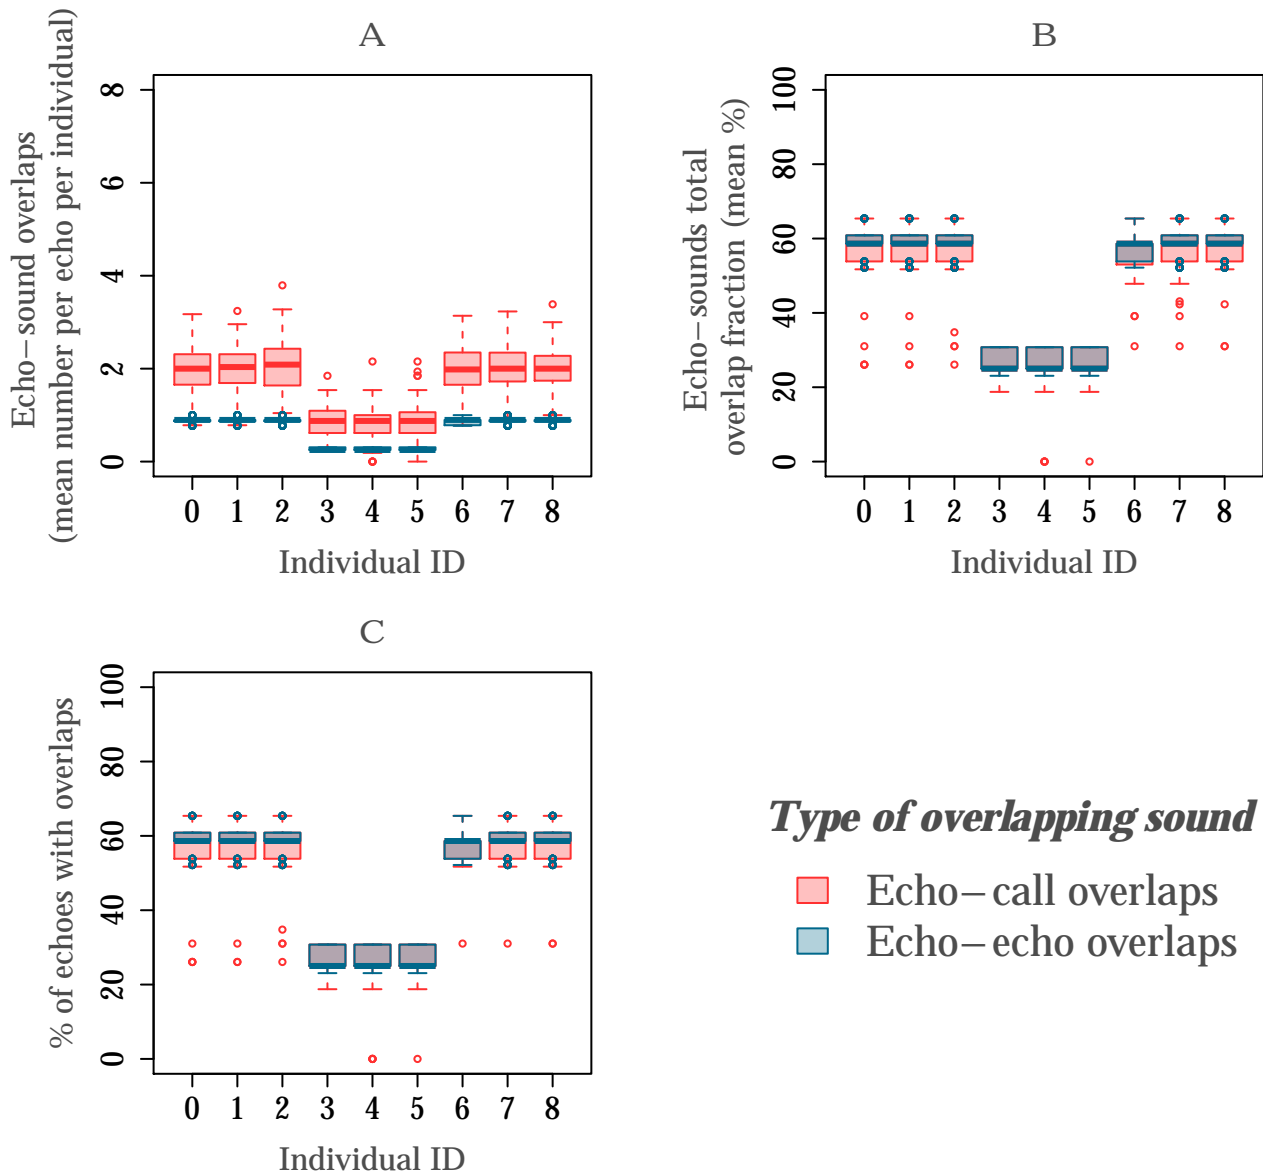 A
Echo−sound overlaps
(mean number per echo per individual)
8
6
4
2
0
0 1 2 3 4 5 6 7 8
Individual ID
B
Echo−sounds total
overlap fraction (mean %)
100
80
60
40
20
0
0 1 2 3 4 5 6 7 8
Individual ID
C
% of echoes with overlaps
100
80
60
40
20
0
0 1 2 3 4 5 6 7 8
Individual ID
Type of overlapping sound
Echo−call overlaps
Echo−echo overlaps